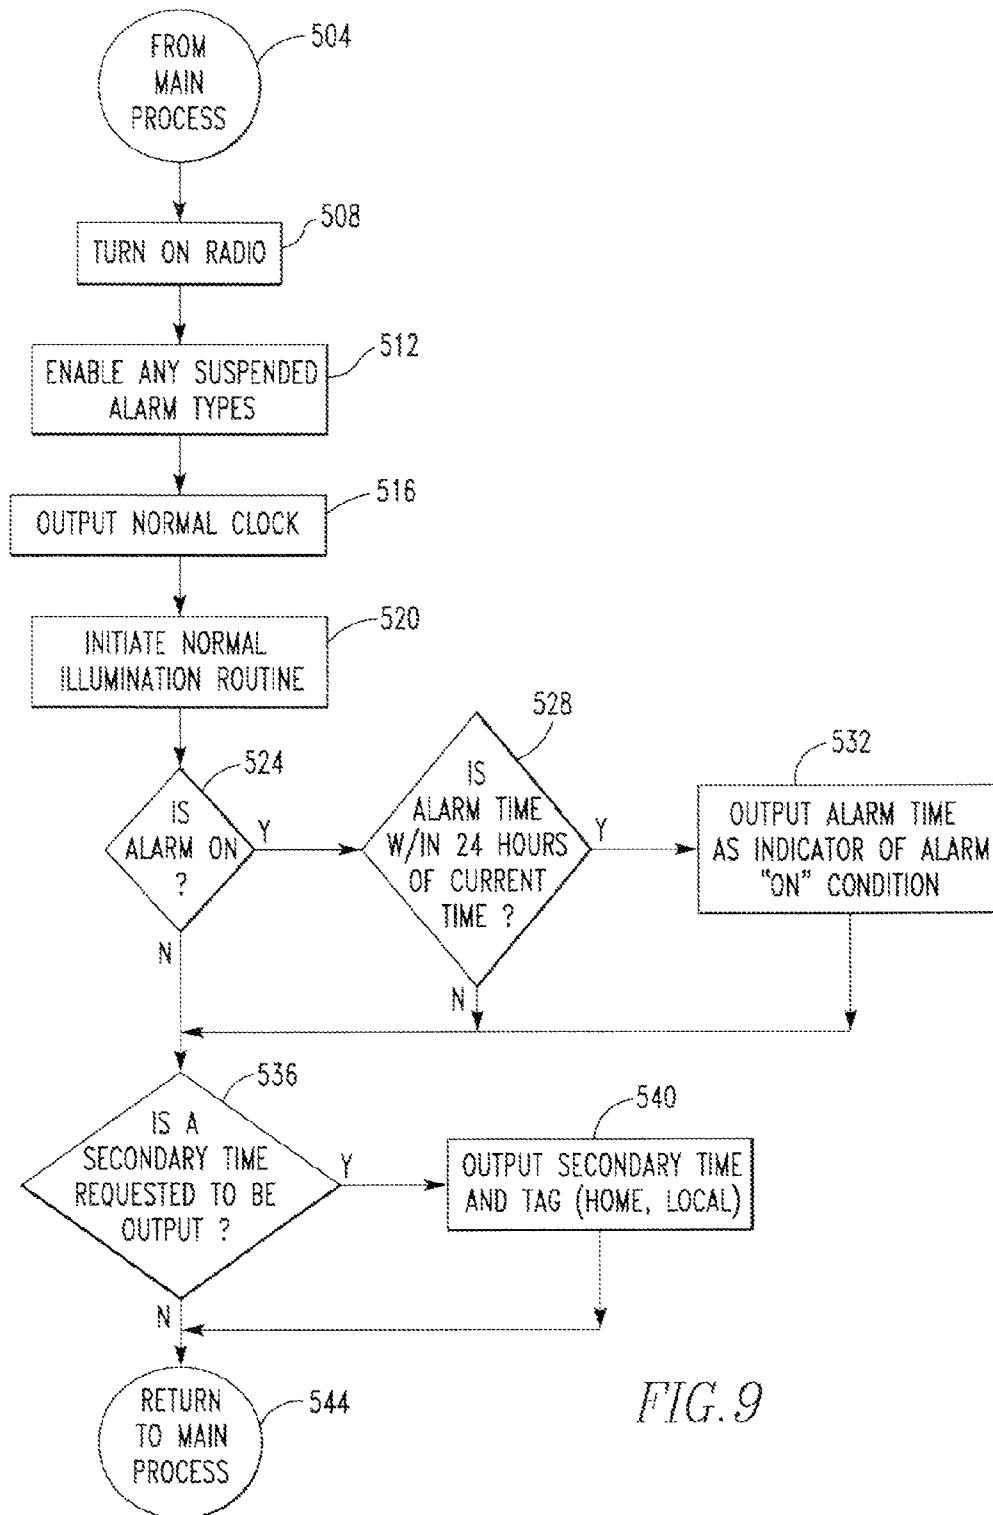 FROM
MAIN
PROCESS
504
508
TURN ON RADIO
512
ENABLE ANY SUSPENDED
ALARM TYPES
516
OUTPUT NORMAL CLOCK
520
INITIATE NORMAL
ILLUMINATION ROUTINE
524
IS
ALARM ON
?
Y
N
528
IS
ALARM TIME
W/IN 24 HOURS
OF CURRENT
TIME ?
Y
N
532
OUTPUT ALARM TIME
AS INDICATOR OF ALARM
"ON" CONDITION
536
IS A
SECONDARY TIME
REQUESTED TO BE
OUTPUT ?
Y
N
540
OUTPUT SECONDARY TIME
AND TAG (HOME, LOCAL)
RETURN
TO MAIN
PROCESS
544
FIG. 9